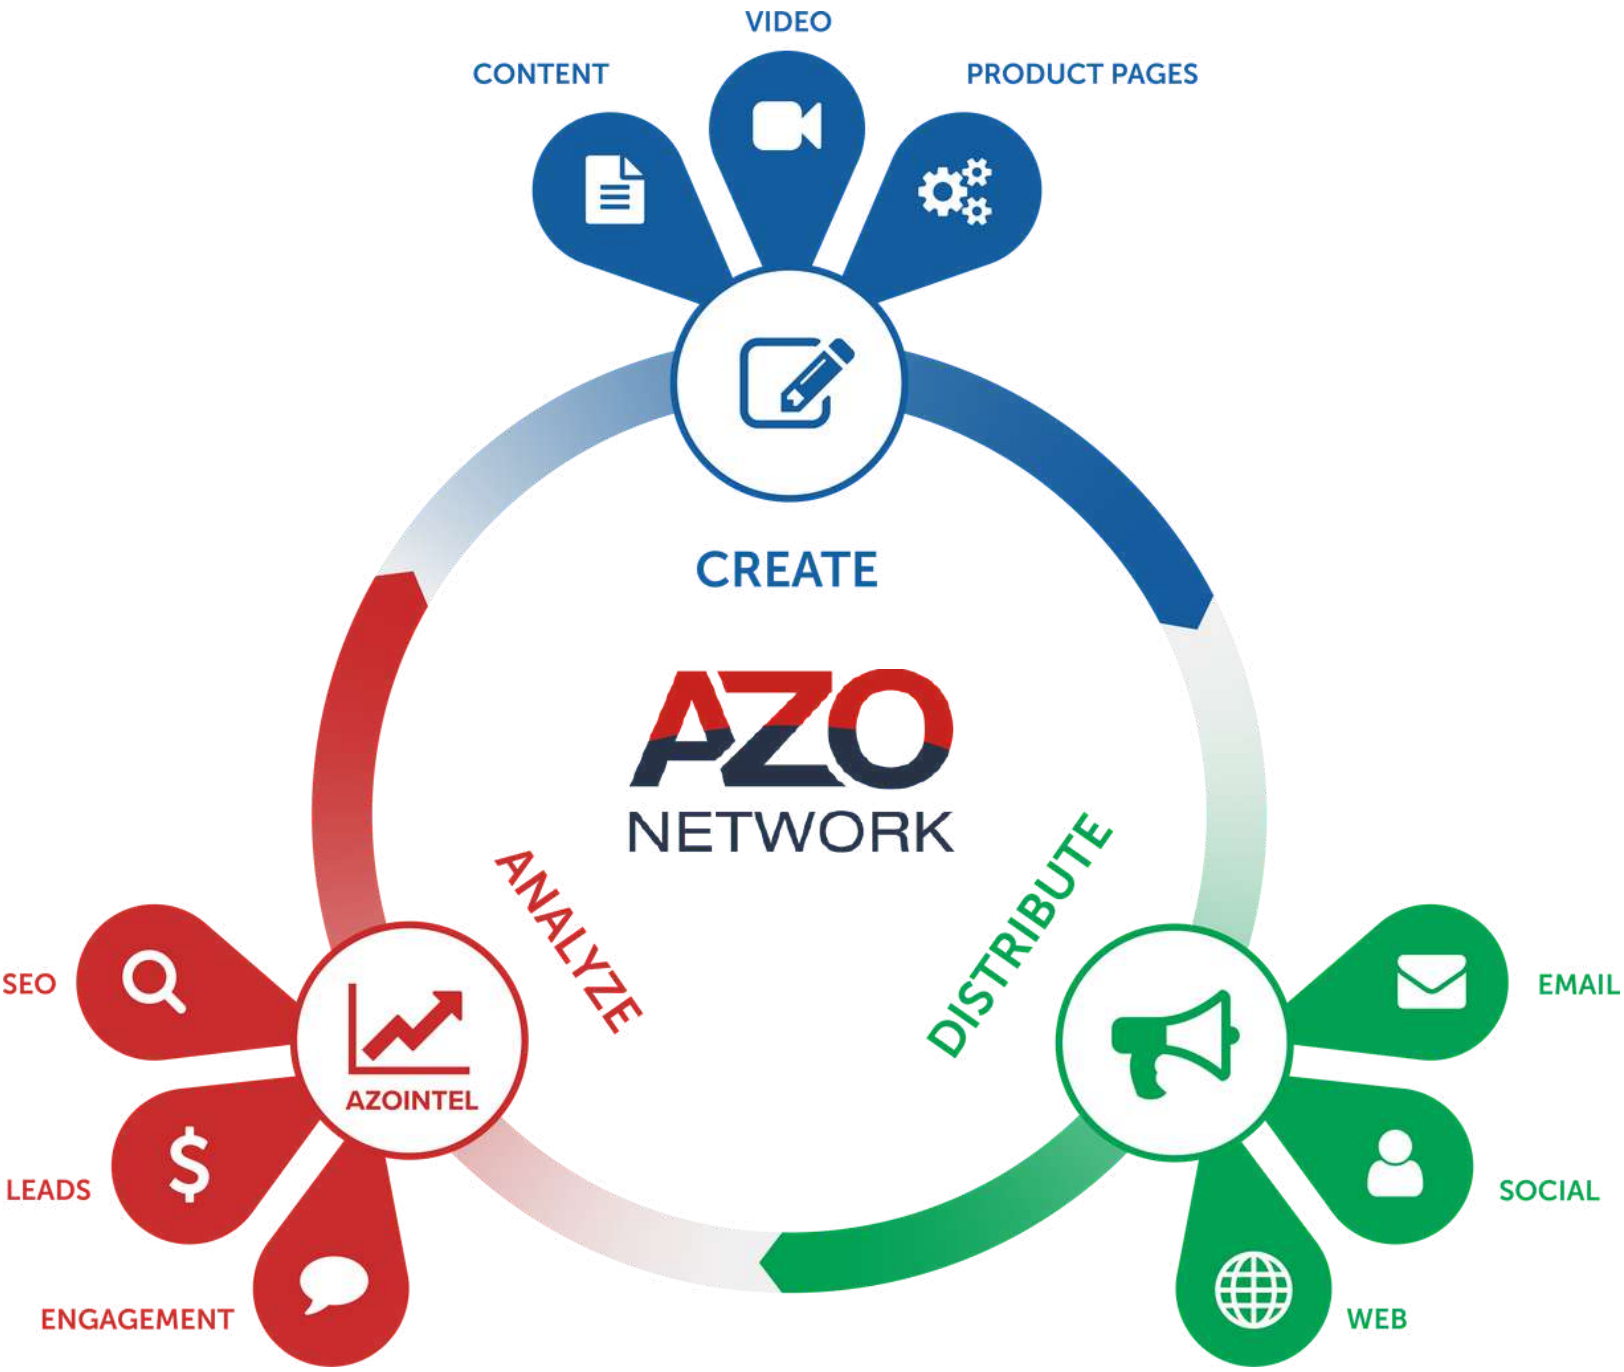 VIDEO
CONTENT
PRODUCT PAGES
CREATE
AZO
NETWORK
ANALYZE
DISTRIBUTE
SEO
AZOINTEL
LEADS
ENGAGEMENT
EMAIL
SOCIAL
WEB